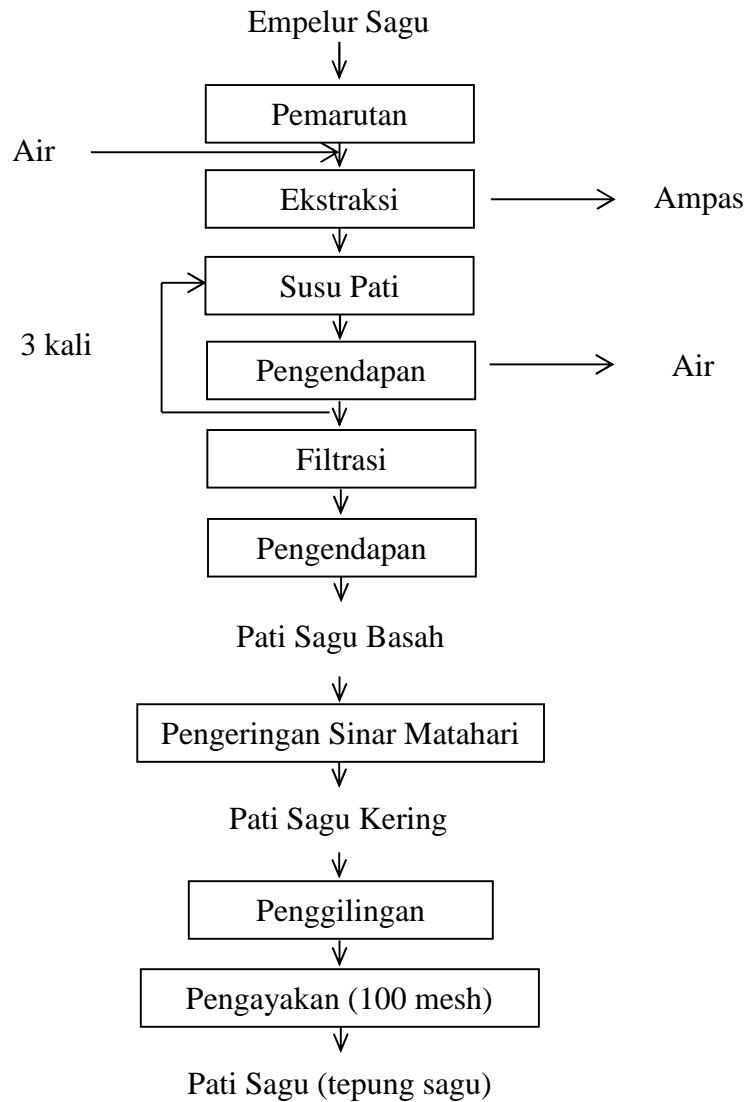 Empelur Sagu
Pemarutan
Air
Ekstraksi
Ampas
Susu Pati
3 kali
Pengendapan
Air
Filtrasi
Pengendapan
Pati Sagu Basah
Pengeringan Sinar Matahari
Pati Sagu Kering
Penggilingan
Pengayakan (100 mesh)
Pati Sagu (tepung sagu)